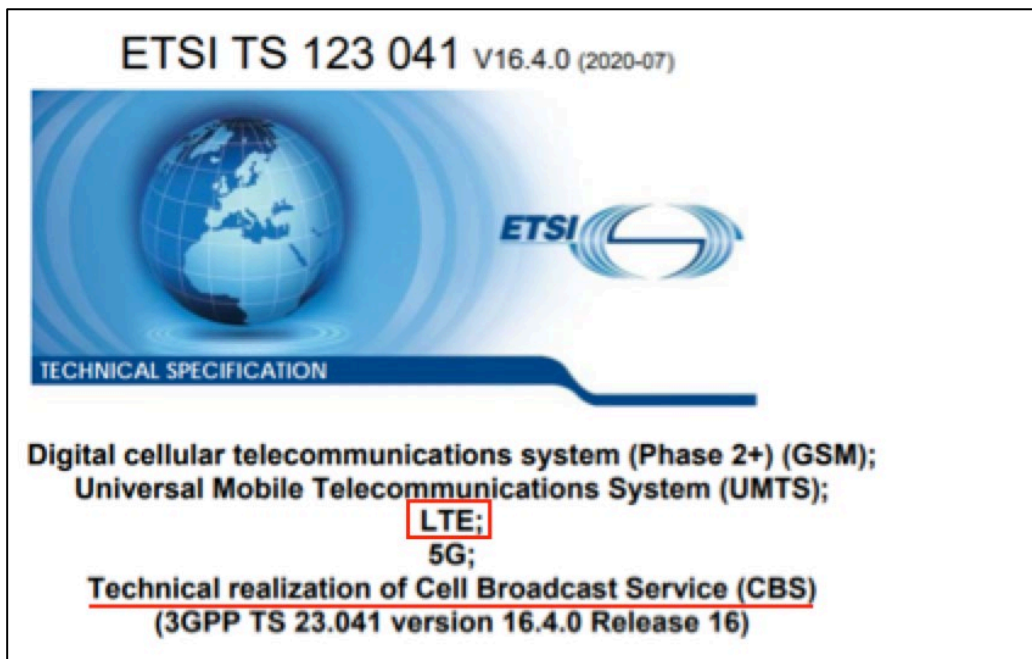 ETSI TS 123 041 V16.4.0 (2020-07)
ETSI
TECHNICAL SPECIFICATION
Digital cellular telecommunications system (Phase 2+) (GSM);
Universal Mobile Telecommunications System (UMTS);
LTE;
5G;
Technical realization of Cell Broadcast Service (CBS)
(3GPP TS 23.041 version 16.4.0 Release 16)